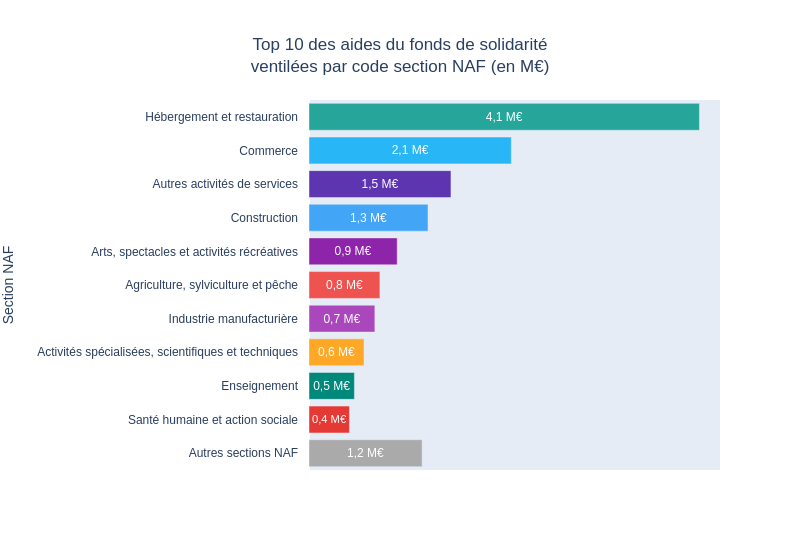 Top 10 des aides du fonds de solidarité
ventilées par code section NAF (en M€)
Section NAF
Hébergement et restauration 4,1 M€
Commerce 2,1 M€
Autres activités de services 1,5 M€
Construction 1,3 M€
Arts, spectacles et activités récréatives 0,9 M€
Agriculture, sylviculture et pêche 0,8 M€
Industrie manufacturière 0,7 M€
Activités spécialisées, scientifiques et techniques 0,6 M€
Enseignement 0,5 M€
Santé humaine et action sociale 0,4 M€
Autres sections NAF 1,2 M€